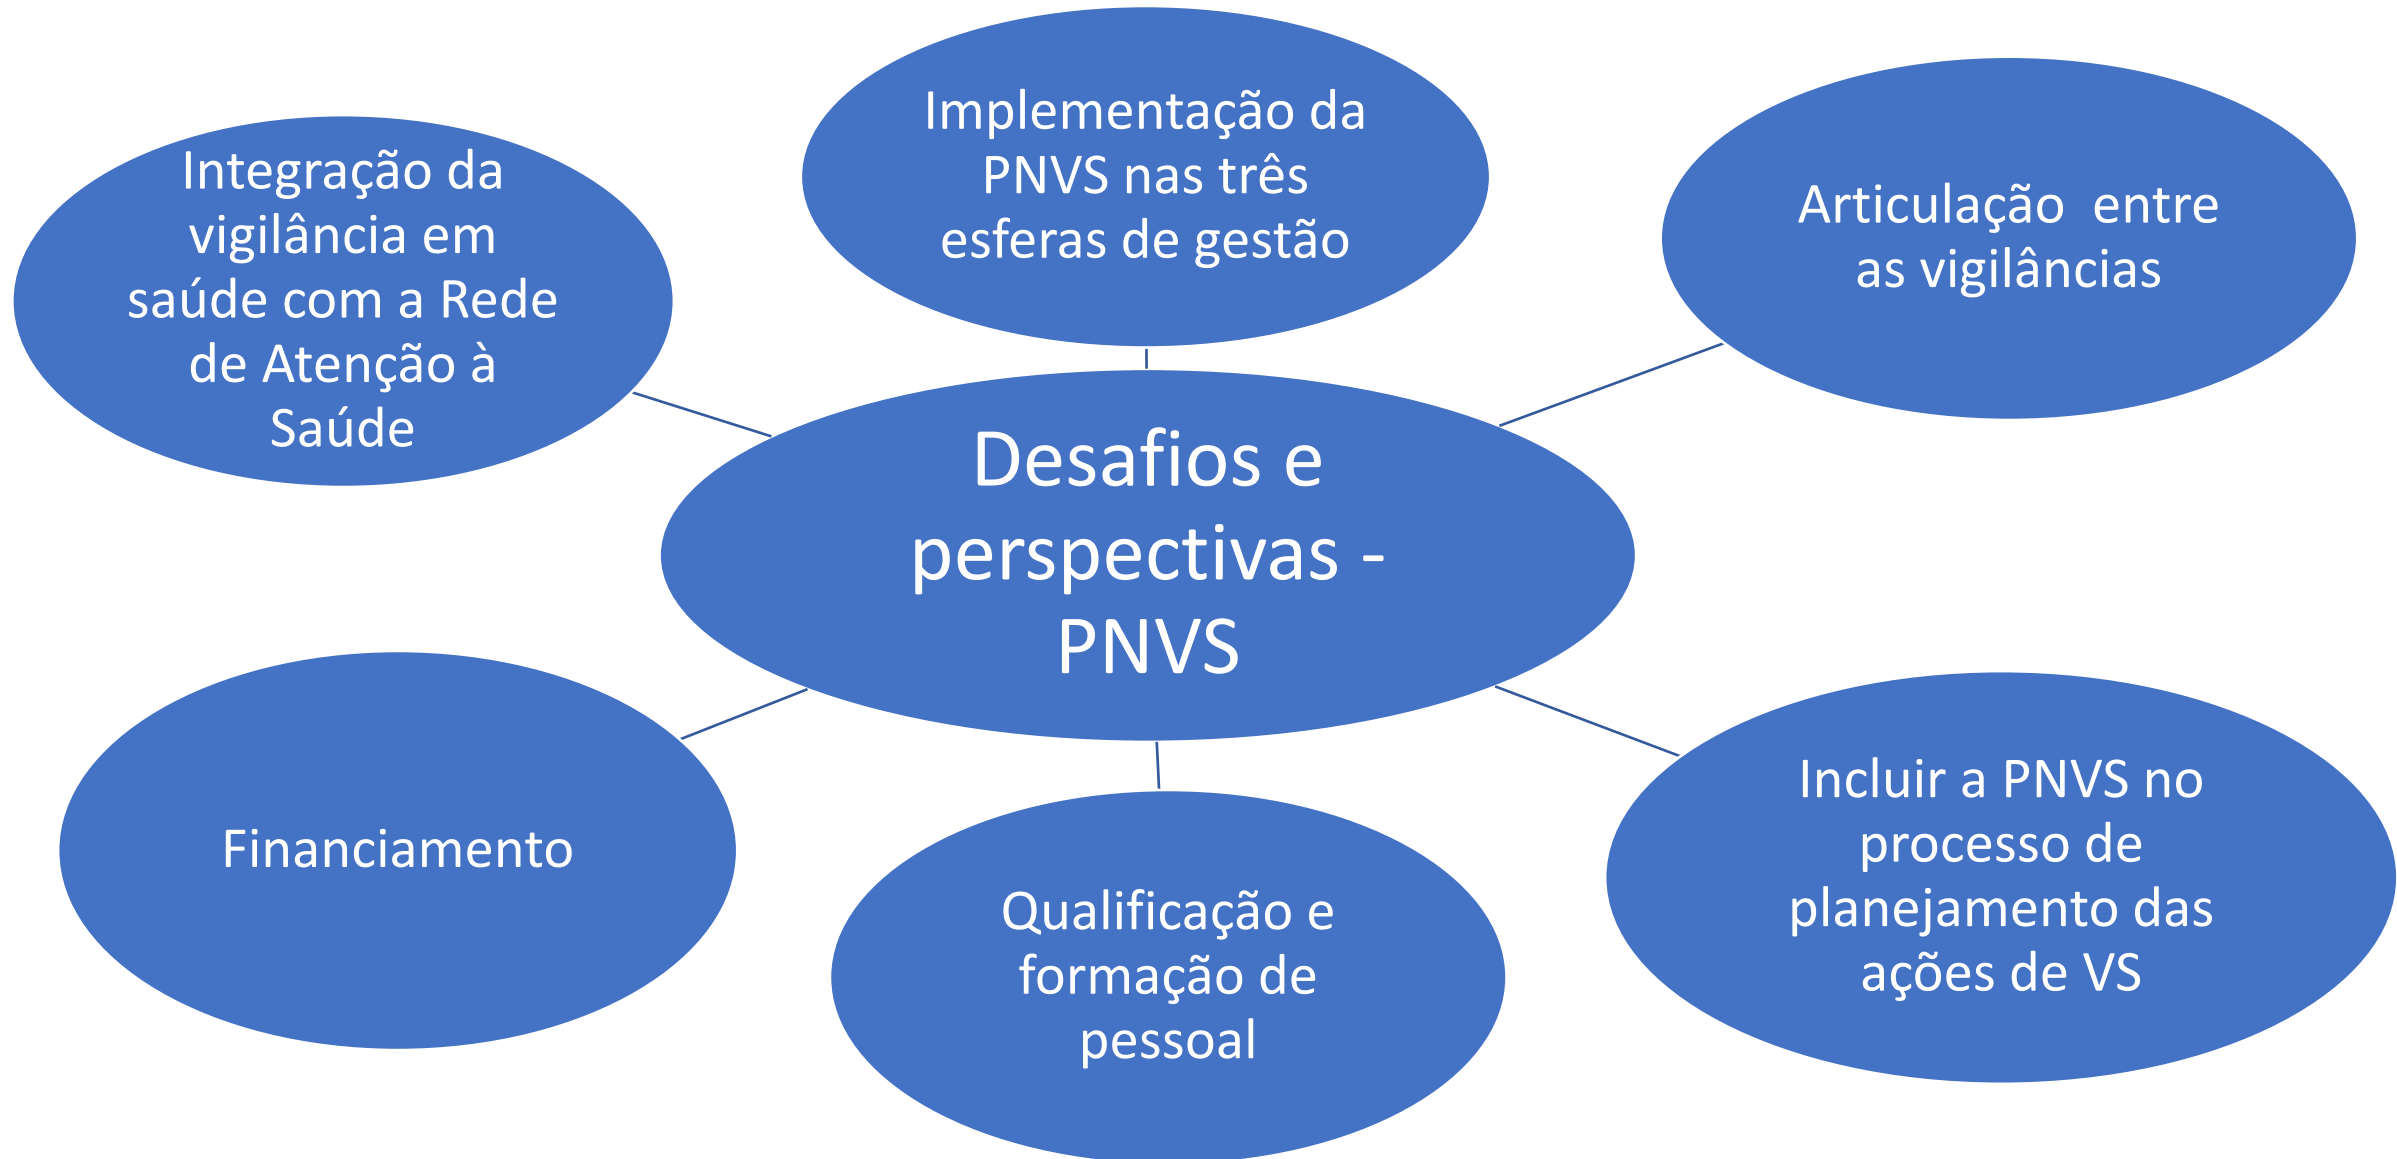 Implementação da
PNVS nas três
esferas de gestão
Articulação  entre
as vigilâncias
Integração da
vigilância em
saúde com a Rede
de Atenção à
Saúde
Desafios e
perspectivas -
PNVS
Financiamento
Qualificação e
formação de
pessoal
Incluir a PNVS no
processo de
planejamento das
ações de VS